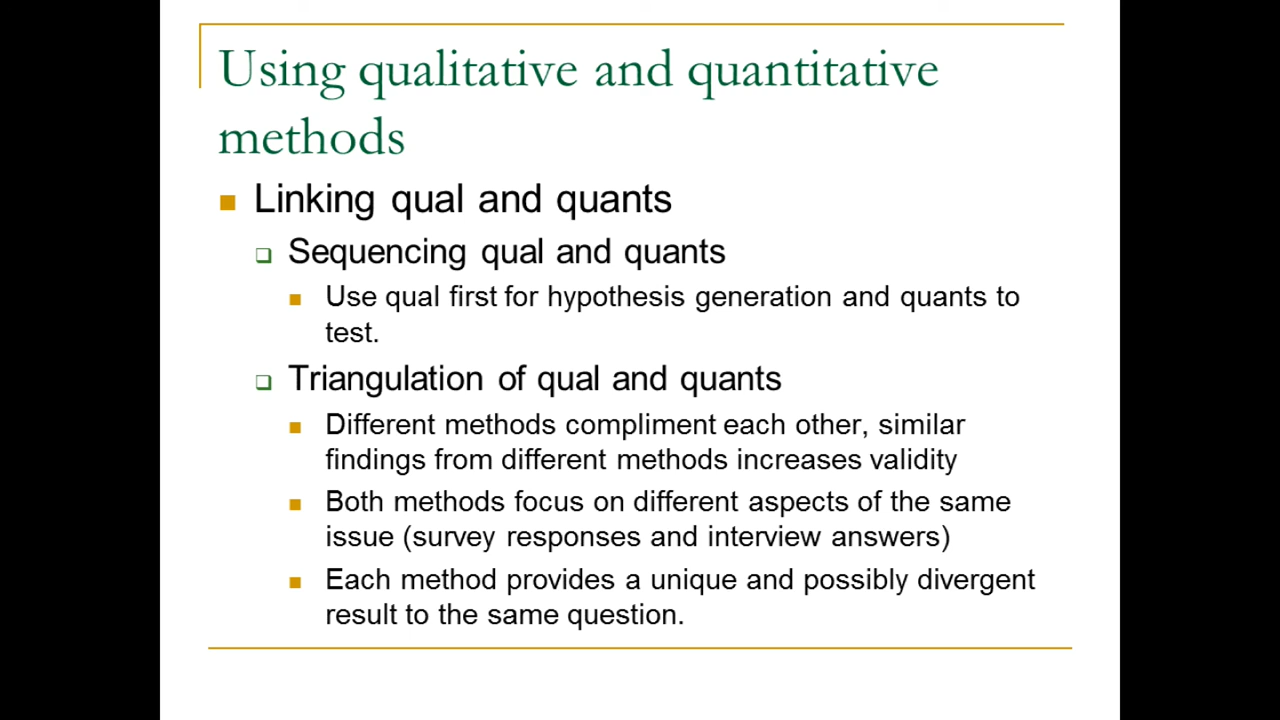 Using qualitative and quantitative
methods
Linking qual and quants
Sequencing qual and quants
Use qual first for hypothesis generation and quants to
test.
Triangulation of qual and quants
Different methods compliment each other, similar
findings from different methods increases validity
Both methods focus on different aspects of the same
issue (survey responses and interview answers)
Each method provides a unique and possibly divergent
result to the same question.